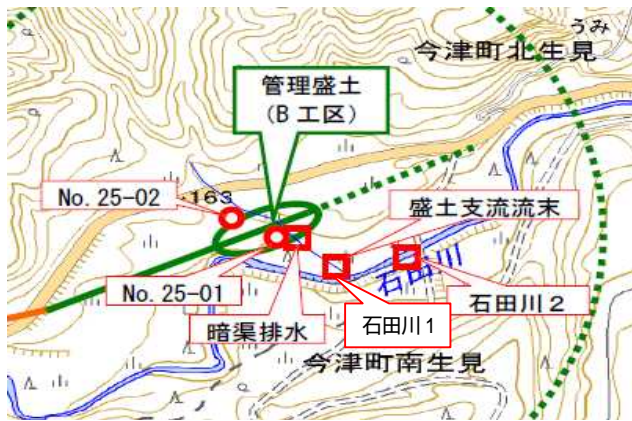 うみ
今津町北生見
管理盛土
(B工区)
No.25-02
・163
盛土支流流末
No.25-01
石田川
石田川2
暗渠排水
石田川1
今津町南生見